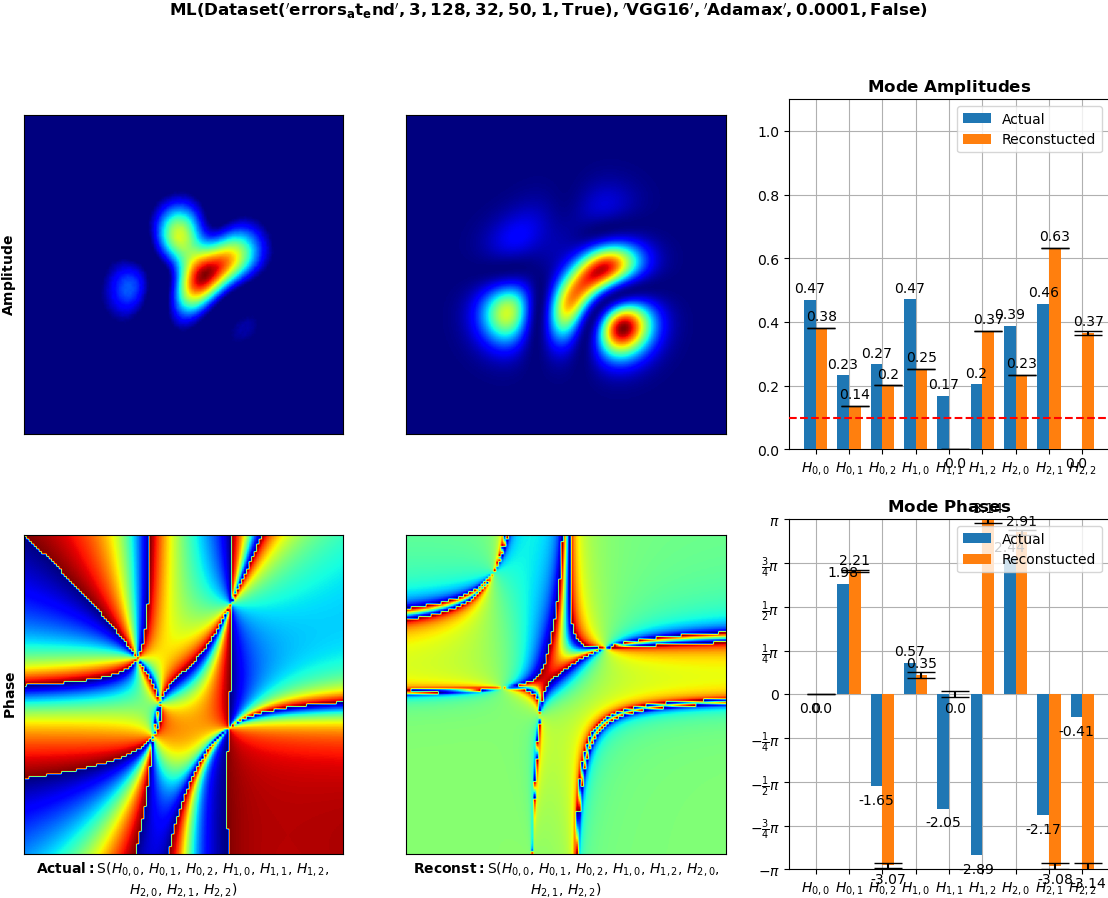 ML(Dataset('errors_at_end', 3, 128, 32, 50, 1, True), 'VGG16', 'Adamax', 0.0001, False)
Amplitude
Mode Amplitudes
Actual
Reconstucted
1.0
0.8
0.6
0.4
0.2
0.0
0.47
0.38
0.23
0.14
0.27
0.2
0.47
0.25
0.17
0.0
0.2
0.37
0.39
0.23
0.46
0.63
0.0
0.37
H0,0 H0,1 H0,2 H1,0 H1,1 H1,2 H2,0 H2,1 H2,2
Phase
Mode Phases
Actual
Reconstucted
π
3/4π
1/2π
1/4π
0
−1/4π
−1/2π
−3/4π
−π
0.0
0.0
1.98
2.21
-1.65
-3.07
0.57
0.35
-2.05
0.0
-2.89
3.14
2.44
2.91
-2.17
-3.08
-0.41
-3.14
H0,0 H0,1 H0,2 H1,0 H1,1 H1,2 H2,0 H2,1 H2,2
Actual: S(H0,0, H0,1, H0,2, H1,0, H1,1, H1,2,
H2,0, H2,1, H2,2)
Reconst: S(H0,0, H0,1, H0,2, H1,0, H1,2, H2,0,
H2,1, H2,2)